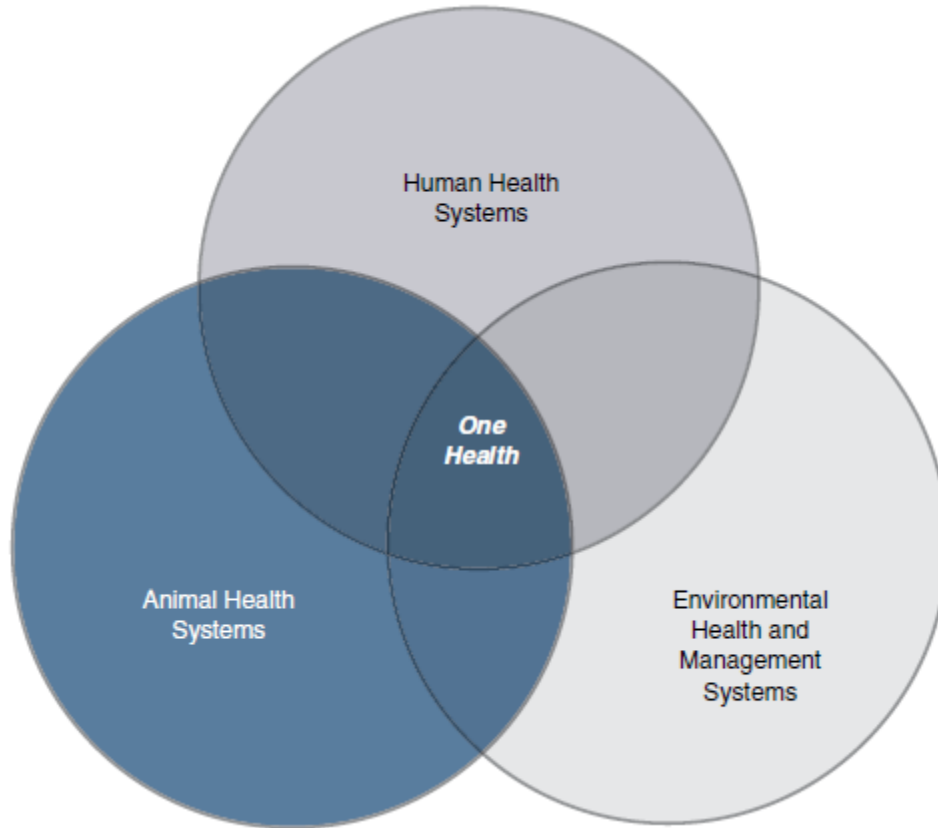 Human Health
Systems
One
Health
Animal Health
Systems
Environmental
Health and
Management
Systems